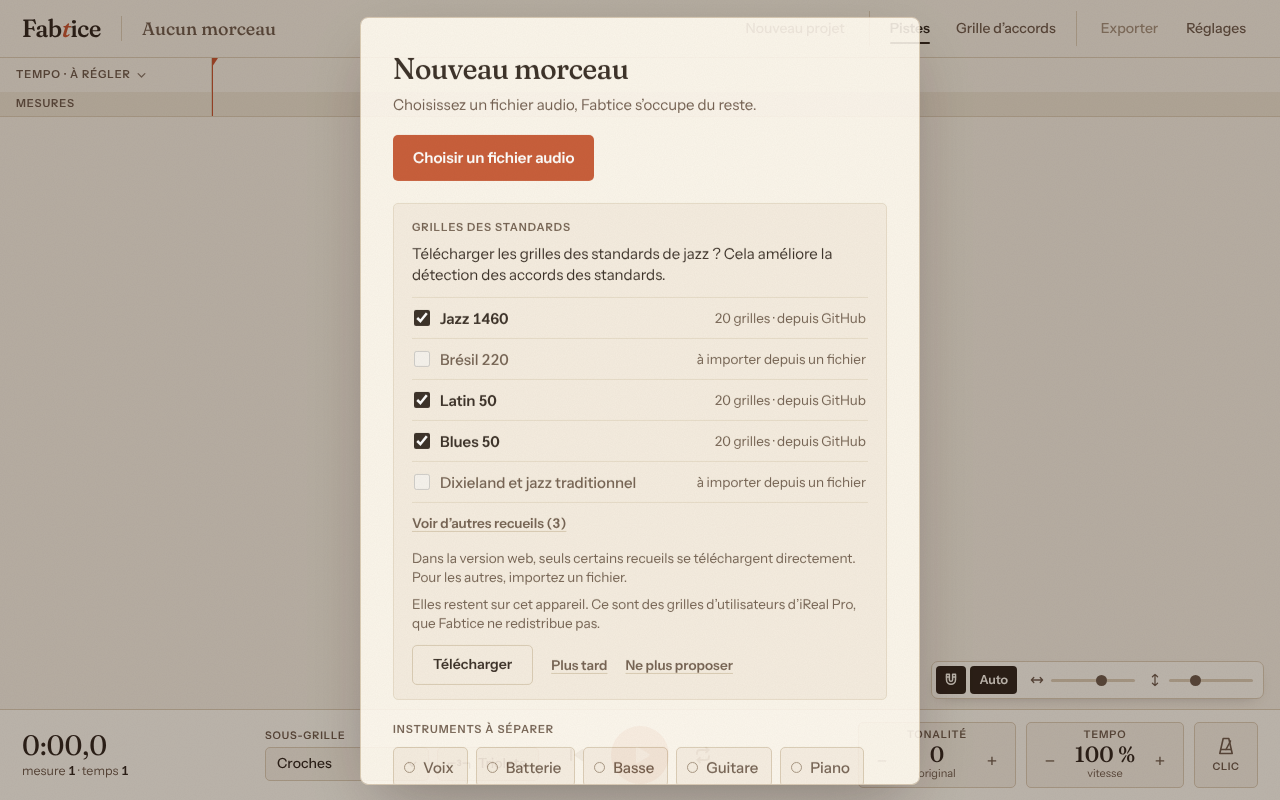 Fabtice
Aucun morceau
Nouveau projet
Pistes
Grille d'accords
Exporter
Réglages
TEMPO · À RÉGLER
MESURES
Nouveau morceau
Choisissez un fichier audio, Fabtice s'occupe du reste.
Choisir un fichier audio
GRILLES DES STANDARDS
Télécharger les grilles des standards de jazz ? Cela améliore la
détection des accords des standards.
Jazz 1460
20 grilles · depuis GitHub
Brésil 220
à importer depuis un fichier
Latin 50
20 grilles · depuis GitHub
Blues 50
20 grilles · depuis GitHub
Dixieland et jazz traditionnel
à importer depuis un fichier
Voir d'autres recueils (3)
Dans la version web, seuls certains recueils se téléchargent directement.
Pour les autres, importez un fichier.
Elles restent sur cet appareil. Ce sont des grilles d'utilisateurs d'iReal Pro,
que Fabtice ne redistribue pas.
Télécharger
Plus tard
Ne plus proposer
INSTRUMENTS À SÉPARER
Voix
Batterie
Basse
Guitare
Piano
Auto
0:00,0
mesure 1 · temps 1
SOUS-GRILLE
Croches
TONALITÉ
0
original
+
TEMPO
− 100 % +
vitesse
CLIC